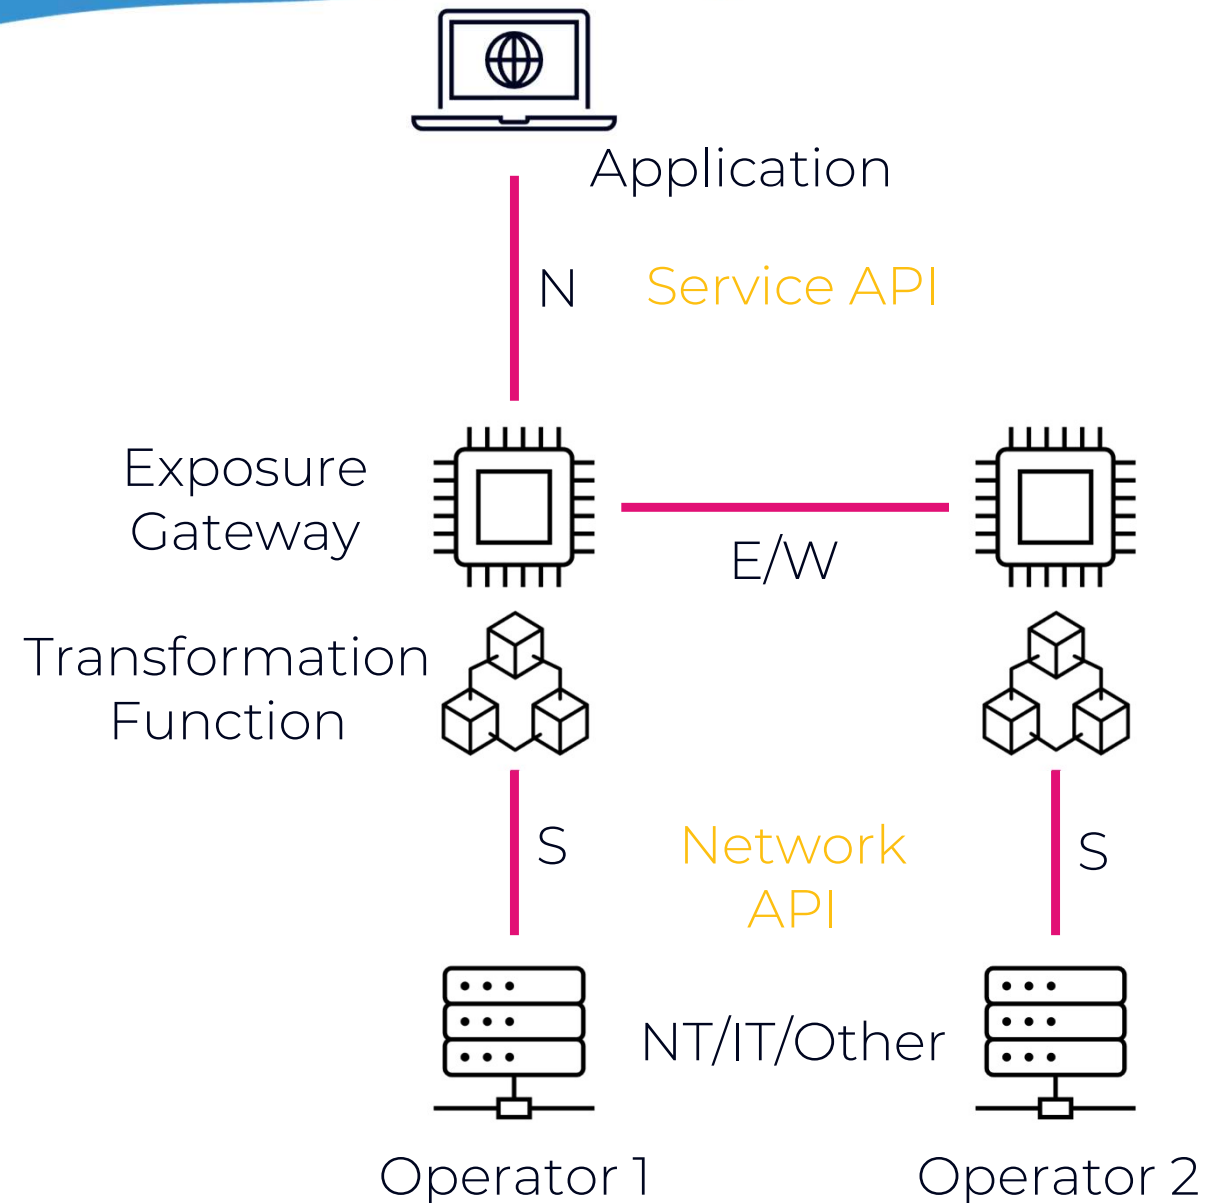 Application
N
Service API
Exposure
Gateway
E/W
Transformation
Function
S
Network
API
S
NT/IT/Other
Operator 1
Operator 2